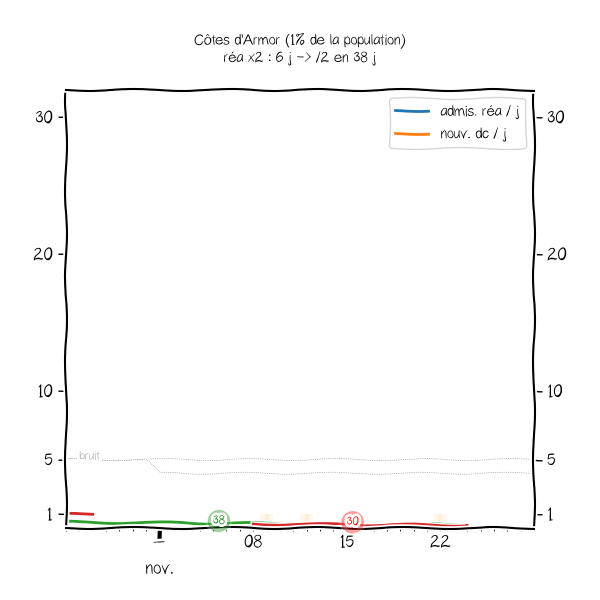 Côtes d'Armor (1% de la population)
réa x2 : 6 j -> /2 en 38 j
admis. réa / j
nouv. dc / j
30
30
20
20
10
10
bruit
5
5
1
1
38
30
1
08
15
22
nov.